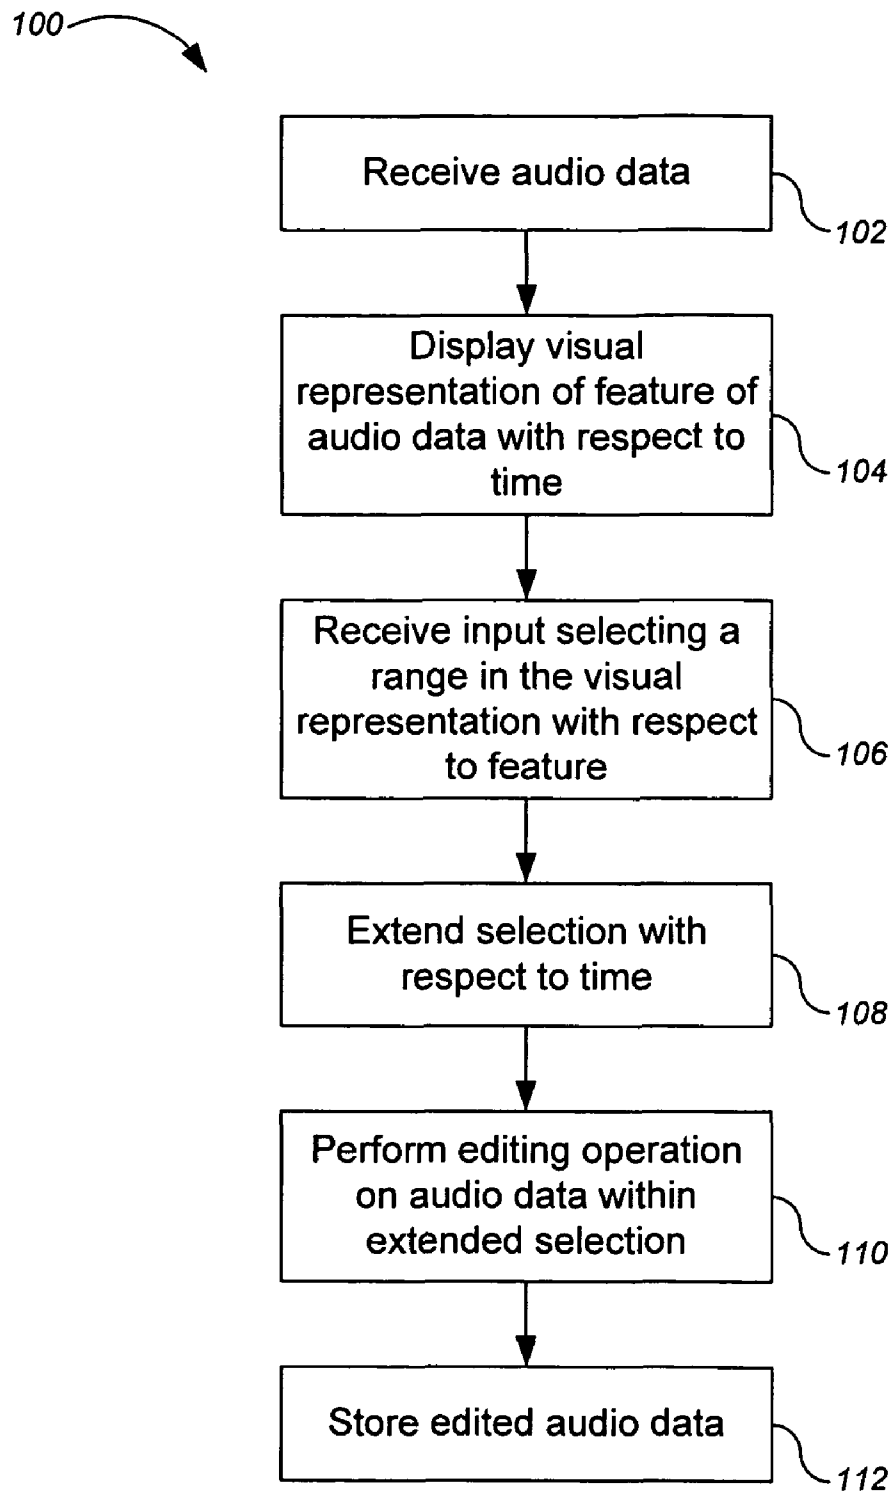 100
Receive audio data
102
Display visual
representation of feature of
audio data with respect to
time
104
Receive input selecting a
range in the visual
representation with respect
to feature
106
Extend selection with
respect to time
108
Perform editing operation
on audio data within
extended selection
110
Store edited audio data
112